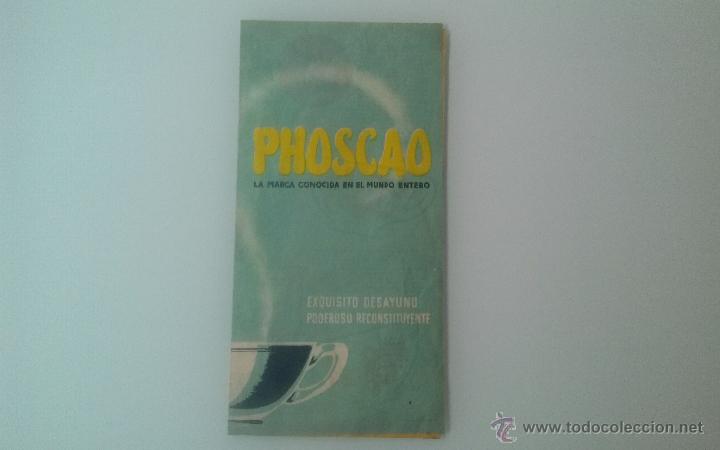 PHOSCAO
LA MARCA CONOCIDA EN EL MUNDO ENTERO
EXQUISITO DESAYUNO
PODEROSO RECONSTITUYENTE
www.todocoleccion.net